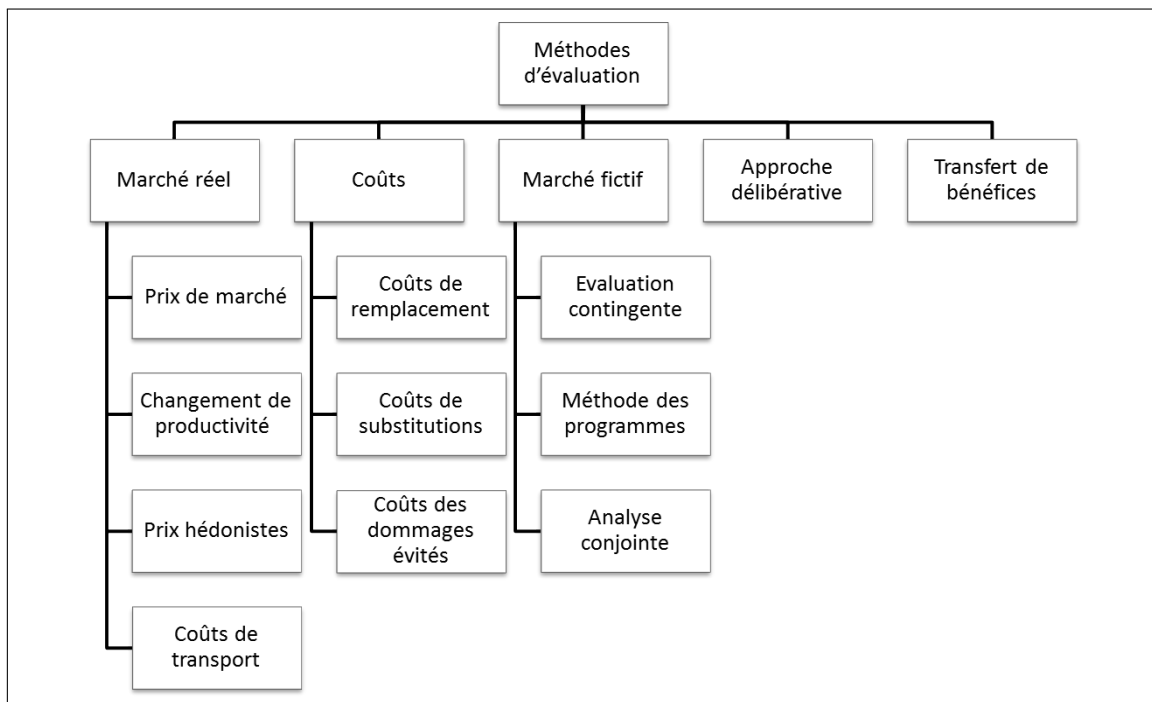 Méthodes
d’évaluation
Marché réel
Coûts
Marché fictif
Approche
délibérative
Transfert de
bénéfices
Prix de marché
Coûts de
remplacement
Evaluation
contingente
Changement de
productivité
Coûts de
substitutions
Méthode des
programmes
Prix hédonistes
Coûts des
dommages
évités
Analyse
conjointe
Coûts de
transport